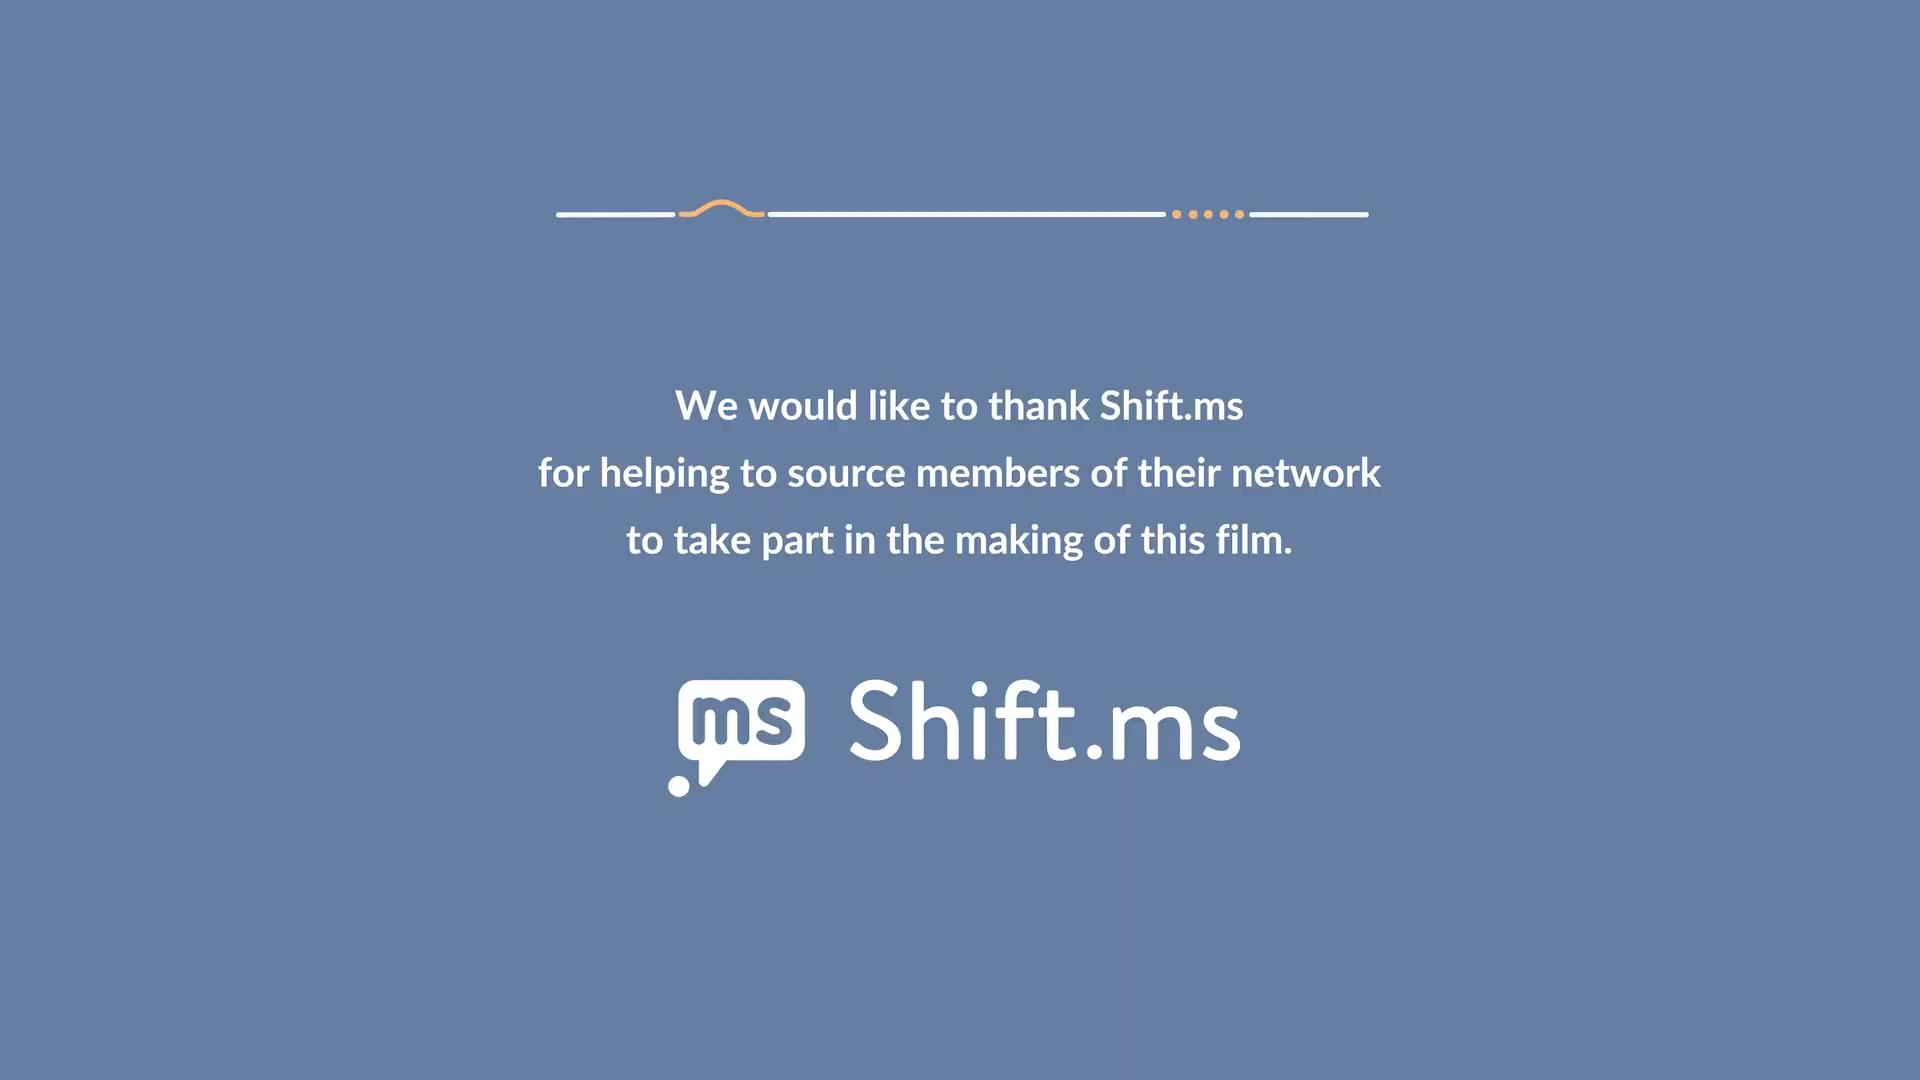 We would like to thank Shift.ms
for helping to source members of their network
to take part in the making of this film.
ms Shift.ms